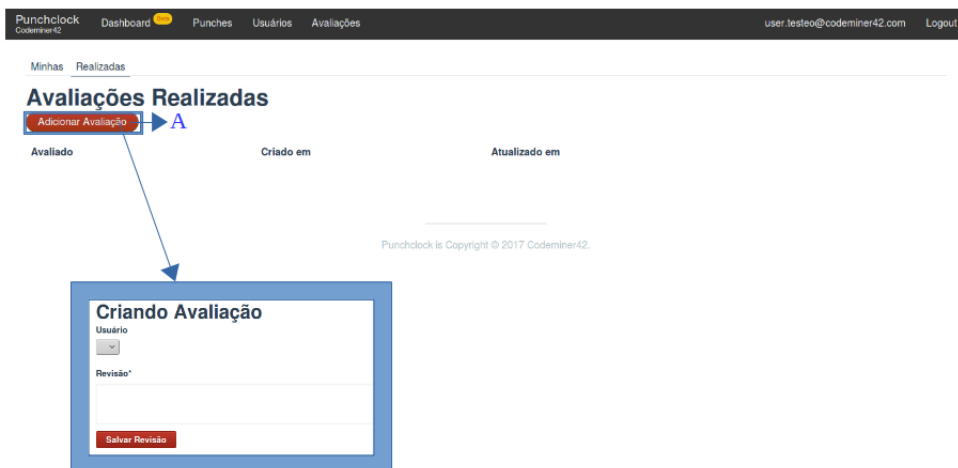 Punchclock Dashboard Beta Punches Usuários Avaliações user.testeo@codeminer42.com Logout
Codeminer42
Minhas Realizadas
Avaliações Realizadas
Adicionar Avaliação A
Avaliado Criado em Atualizado em
Punchclock is Copyright © 2017 Codeminer42.
Criando Avaliação
Usuário
Revisão*
Salvar Revisão